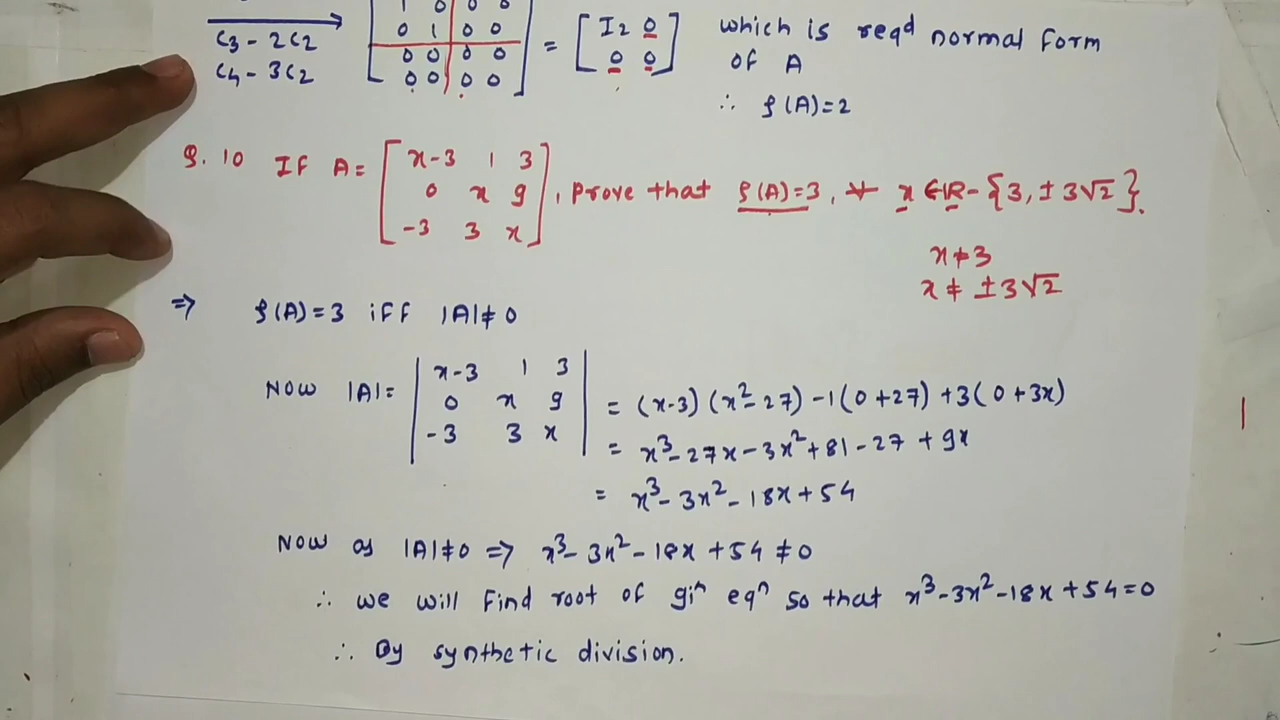 C3 - 2C2
C4 - 3C2
[1 0 0 0
0 1 0 0
0 0 0 0
0 0 0 0] = [I2 0
0 0] which is reqd normal form
of A
∴ ρ(A)=2
Q. 10 If A= [x-3 1 3
0 x 9
-3 3 x], prove that ρ(A)=3, ∀ x ∈ IR- {3, ±3√2}.
x ≠ 3
x ≠ ±3√2
⇒ ρ(A)=3 iff |A|≠0
Now |A|= |x-3 1 3
0 x 9
-3 3 x| = (x-3) (x²-27) -1(0+27) +3(0+3x)
= x³-27x-3x²+81-27+9x
= x³-3x²-18x+54
Now as |A|≠0 ⇒ x³-3x²-18x+54≠0
∴ we will find root of giⁿ eqⁿ so that x³-3x²-18x+54=0
∴ By synthetic division.